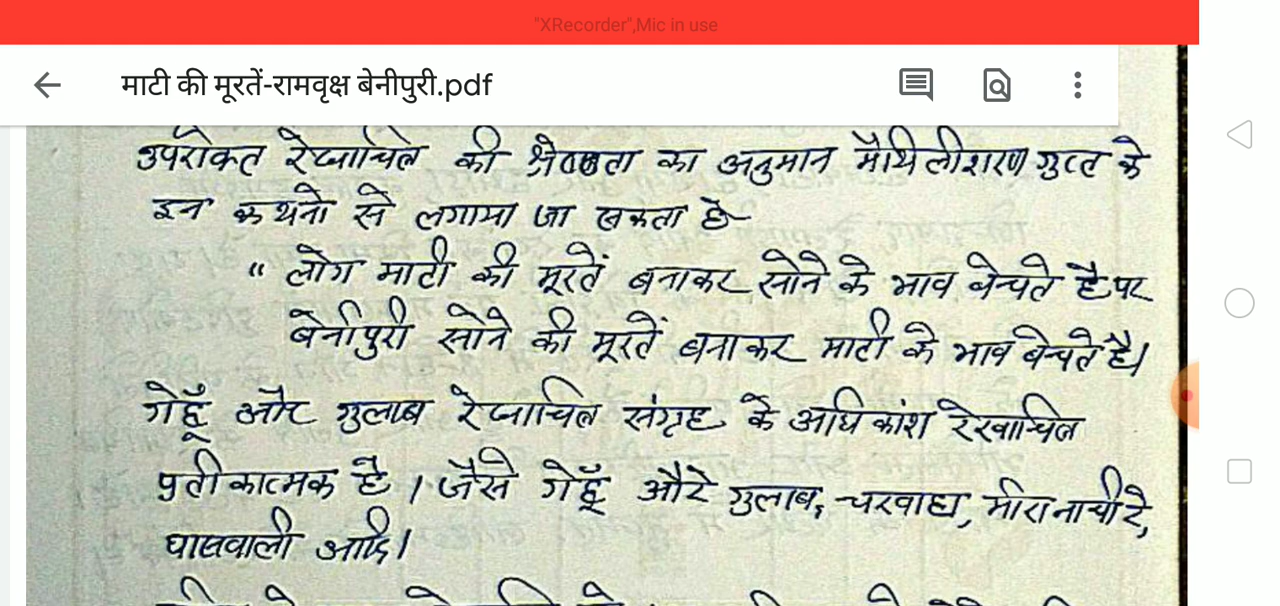 "XRecorder",Mic in use
माटी की मूरतें-रामवृक्ष बेनीपुरी.pdf
उपरोक्त रेखाचित्र की श्रेष्ठता का अनुमान मैथिलीशरण गुप्त के
इन कथनो से लगाया जा सकता है-
" लोग माटी की मूरतें बनाकर सोने के भाव बेचते है पर
बेनीपुरी सोने की मूरतें बनाकर माटी के भाव बेचते है।
गेहूँ और गुलाब रेखाचित्र संग्रह के अधिकांश रेखाचित्र
प्रतीकात्मक है । जैसे गेहूँ और गुलाब, चरवाहा, मीरा नाची रे,
घासवाली आदि।